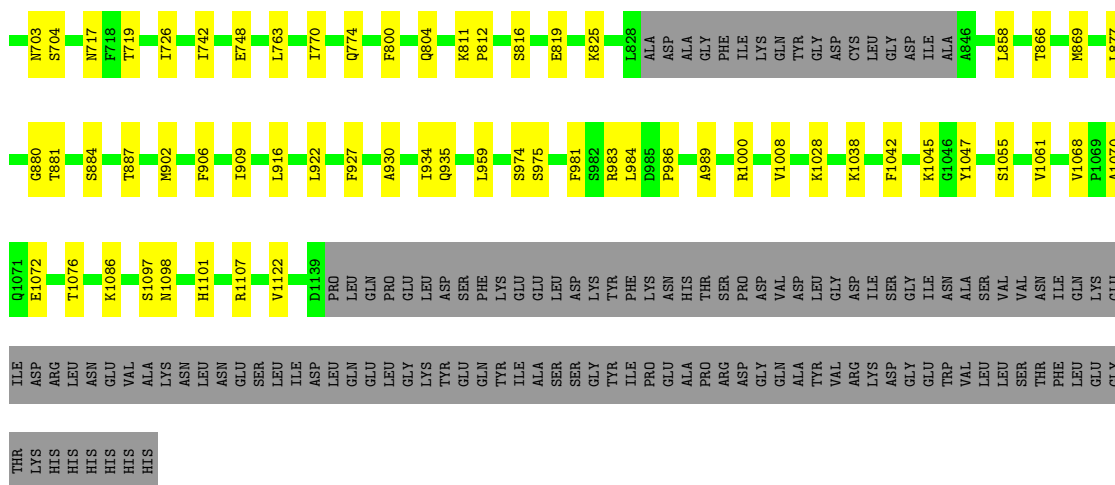 N703 S704 N717 F718 T719 I726 I742 E748 L763 I770 Q774 F800 Q804 K811 P812 S816 E819 K825 L828 ALA ASP ALA GLY PHE ILE LYS GLN TYR GLY ASP CYS LEU GLY ASP ILE ALA A846 L858 T866 M869 L877
G880 T881 S884 T887 M902 F906 I909 L916 L922 F927 A930 I934 Q935 L959 S974 S975 F981 S982 R983 L984 D985 P986 A989 R1000 V1008 K1028 K1038 F1042 K1045 G1046 Y1047 S1055 V1061 V1068 P1069 A1070
Q1071 E1072 T1076 K1086 S1097 N1098 H1101 R1107 V1122 D1139 PRO LEU GLN PRO GLU LEU ASP SER PHE LYS GLU GLU LEU ASP LYS TYR PHE LYS ASN HIS THR SER PRO ASP VAL ASP LEU GLY ASP ILE SER GLY ILE ASN ALA SER VAL VAL ASN ILE GLN LYS GLU
ILE ASP ARG LEU ASN GLU VAL ALA LYS ASN LEU ASN GLU SER LEU ILE ASP LEU GLN GLU LEU GLY LYS TYR GLU GLN TYR ILE ALA SER SER GLY TYR ILE PRO GLU ALA PRO ARG ASP GLY GLN ALA TYR VAL ARG LYS ASP GLY GLU TRP VAL LEU LEU SER THR PHE LEU GLU GLY
THR LYS HIS HIS HIS HIS HIS HIS